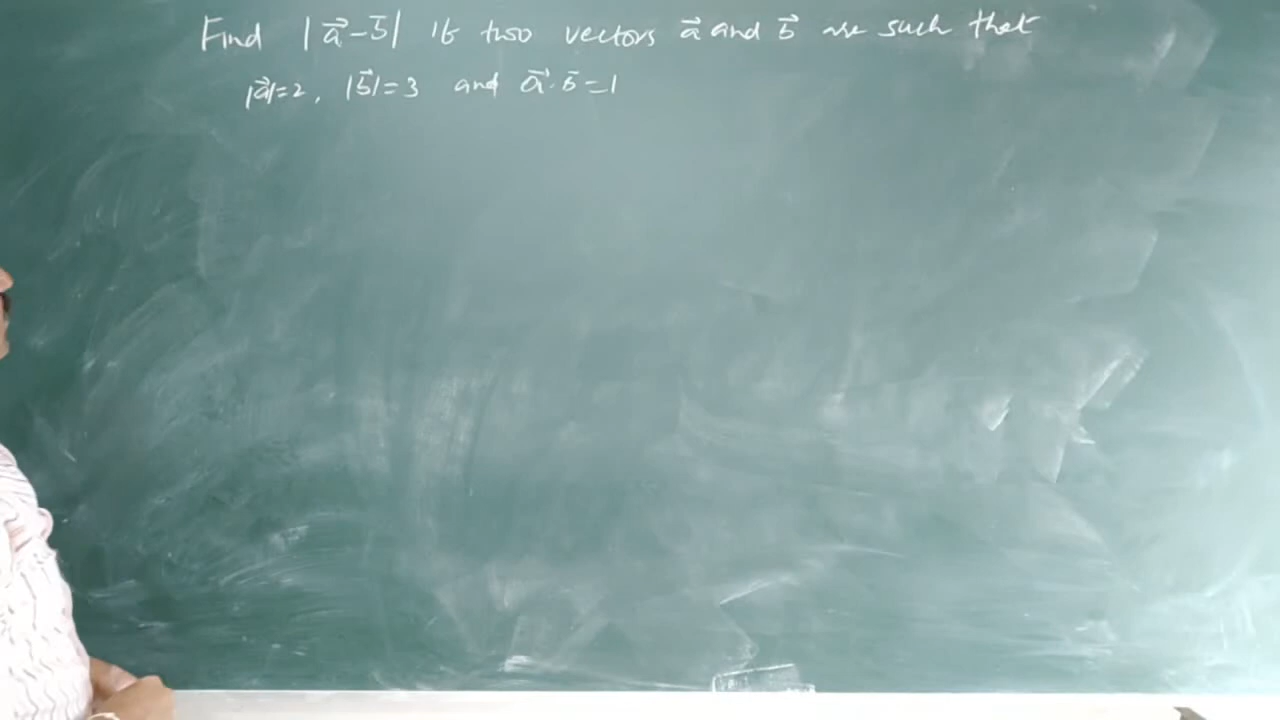 Find |a⃗-b⃗| if two vectors a⃗ and b⃗ are such that
|a⃗|=2, |b⃗|=3 and a⃗·b⃗=1